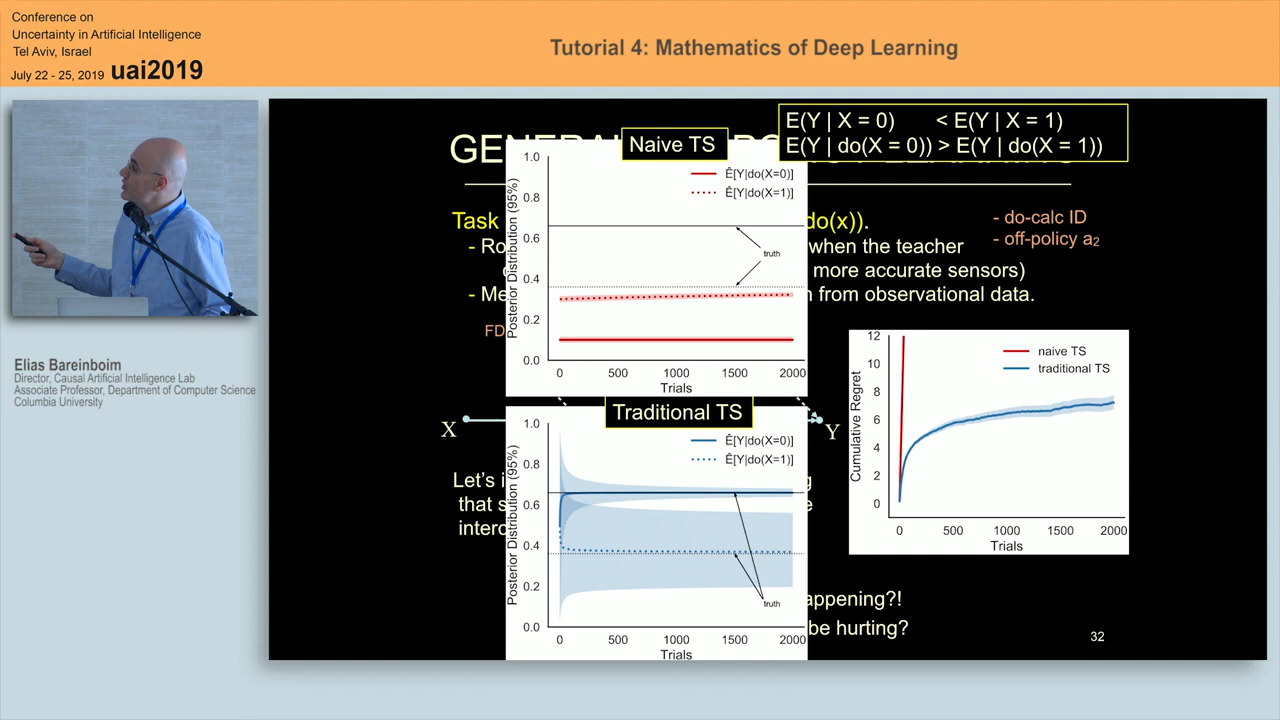 Conference on
Uncertainty in Artificial Intelligence
Tel Aviv, Israel
July 22 - 25, 2019 uai2019
Tutorial 4: Mathematics of Deep Learning
Elias Bareinboim
Director, Causal Artificial Intelligence Lab
Associate Professor, Department of Computer Science
Columbia University
E(Y | X = 0) < E(Y | X = 1)
E(Y | do(X = 0)) > E(Y | do(X = 1))
Task
do(x)).
- do-calc ID
- off-policy a₂
when the teacher
more accurate sensors)
from observational data.
FD
X
Y
Let's
that
Naive TS
Posterior Distribution (95%)
1.0
0.8
0.6
0.4
0.2
0.0
Ê[Y|do(X=0)]
Ê[Y|do(X=1)]
truth
0 500 1000 1500 2000
Trials
Traditional TS
Posterior Distribution (95%)
1.0
0.8
0.6
0.4
0.2
0.0
Ê[Y|do(X=0)]
Ê[Y|do(X=1)]
truth
0 500 1000 1500 2000
Trials
Cumulative Regret
12
10
8
6
4
2
0
naive TS
traditional TS
0 500 1000 1500 2000
Trials
be hurting?
32